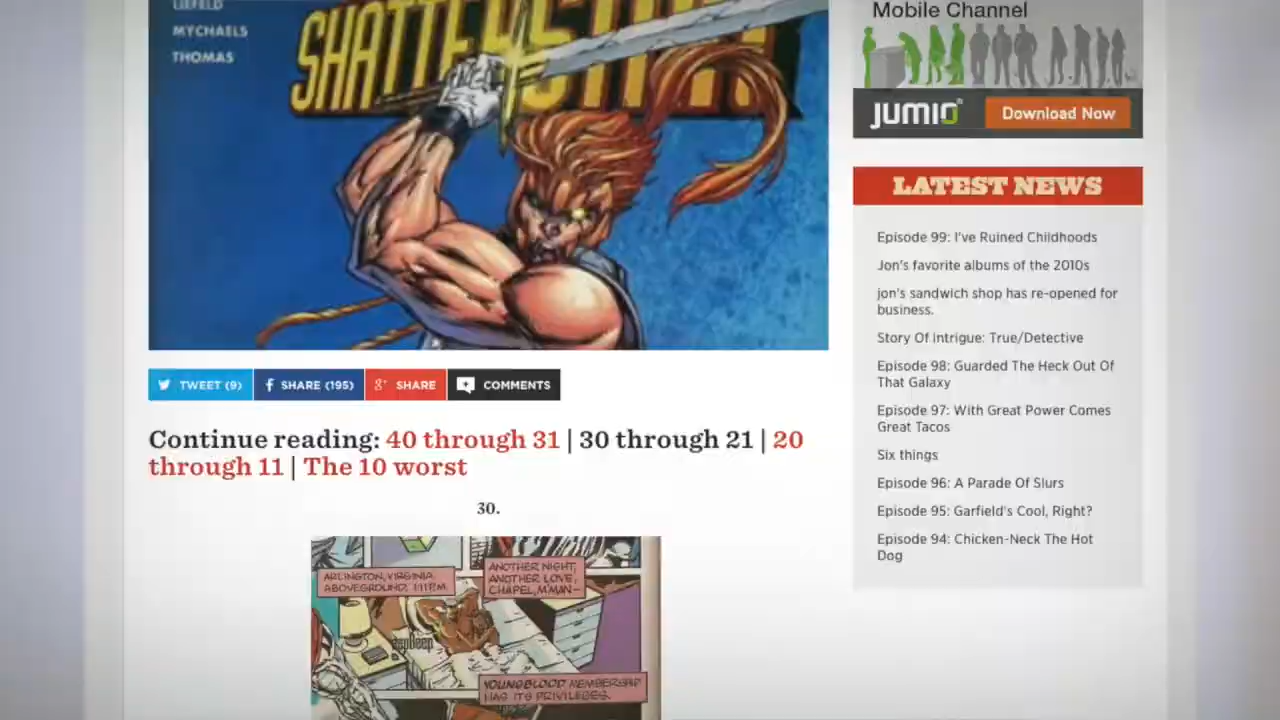 LIEFELD
MYCHAELS
THOMAS
SHATTERSTAR
Mobile Channel
JUMIO
Download Now
LATEST NEWS
Episode 99: I've Ruined Childhoods
Jon's favorite albums of the 2010s
jon's sandwich shop has re-opened for
business.
Story Of Intrigue: True/Detective
Episode 98: Guarded The Heck Out Of
That Galaxy
Episode 97: With Great Power Comes
Great Tacos
Six things
Episode 96: A Parade Of Slurs
Episode 95: Garfield's Cool, Right?
Episode 94: Chicken-Neck The Hot
Dog
TWEET (9)
SHARE (195)
SHARE
COMMENTS
Continue reading: 40 through 31 | 30 through 21 | 20
through 11 | The 10 worst
30.
ARLINGTON, VIRGINIA.
ABOVEGROUND, 1:11 P.M.
ANOTHER NIGHT,
ANOTHER LOVE,
CHAPEL, M'MAN--
YOUNGBLOOD MEMBERSHIP
HAS ITS PRIVILEGES.